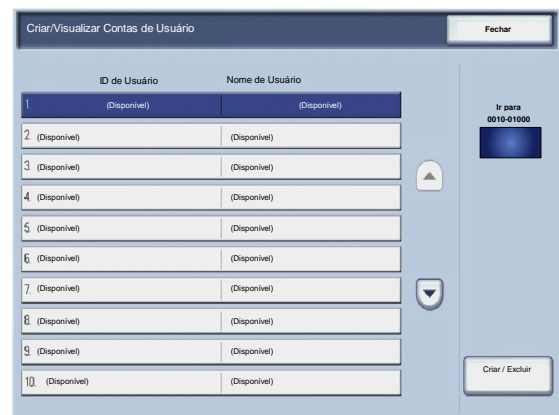 Criar/Visualizar Contas de Usuário
Fechar
ID de Usuário Nome de Usuário
1. (Disponível) (Disponível)
Ir para
0010-01000
2. (Disponível) (Disponível)
3. (Disponível) (Disponível)
4. (Disponível) (Disponível)
5. (Disponível) (Disponível)
6. (Disponível) (Disponível)
7. (Disponível) (Disponível)
8. (Disponível) (Disponível)
9. (Disponível) (Disponível)
10. (Disponível) (Disponível)
Criar / Excluir